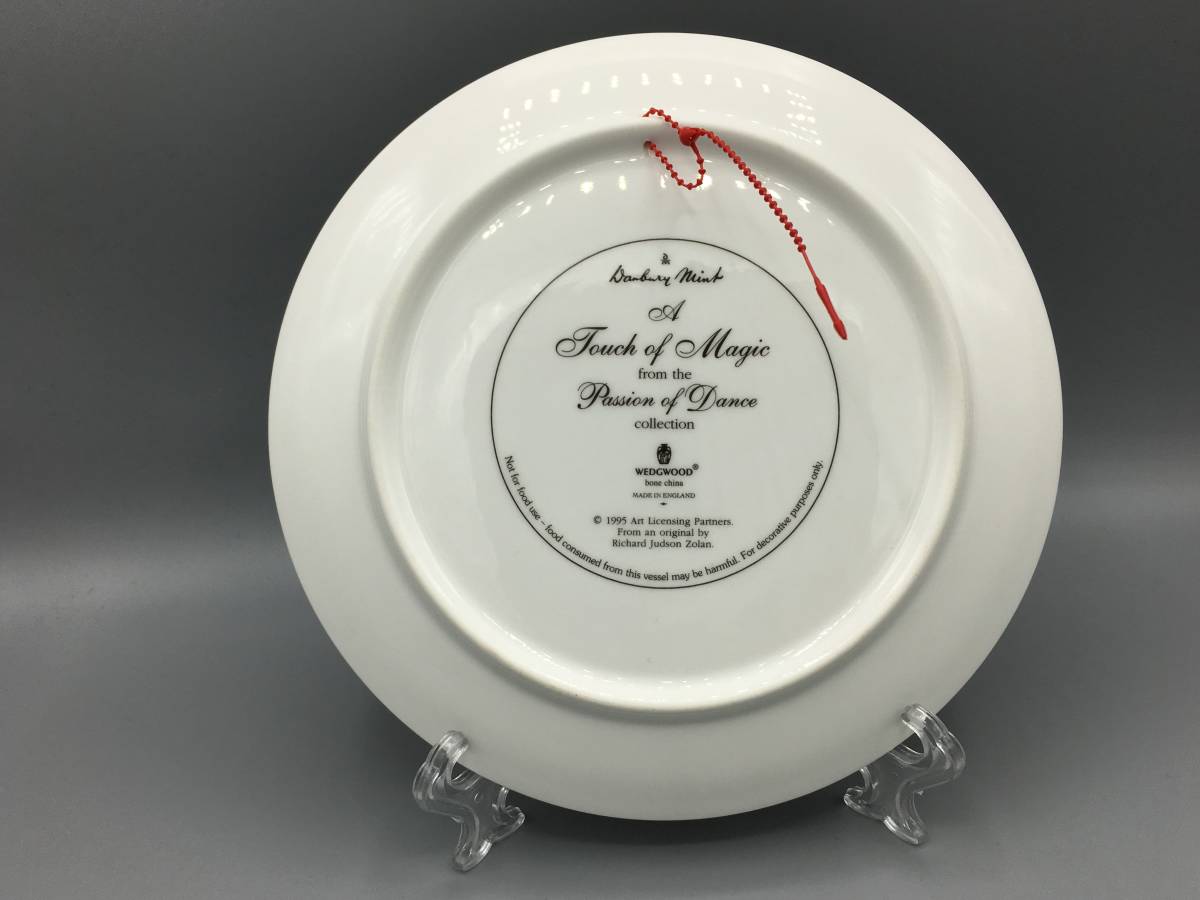 Danbury Mint
A
Touch of Magic
from the
Passion of Dance
collection
WEDGWOOD®
bone china
MADE IN ENGLAND
© 1995 Art Licensing Partners.
From an original by
Richard Judson Zolan.
Not for food use – food consumed from this vessel may be harmful. For decorative purposes only.